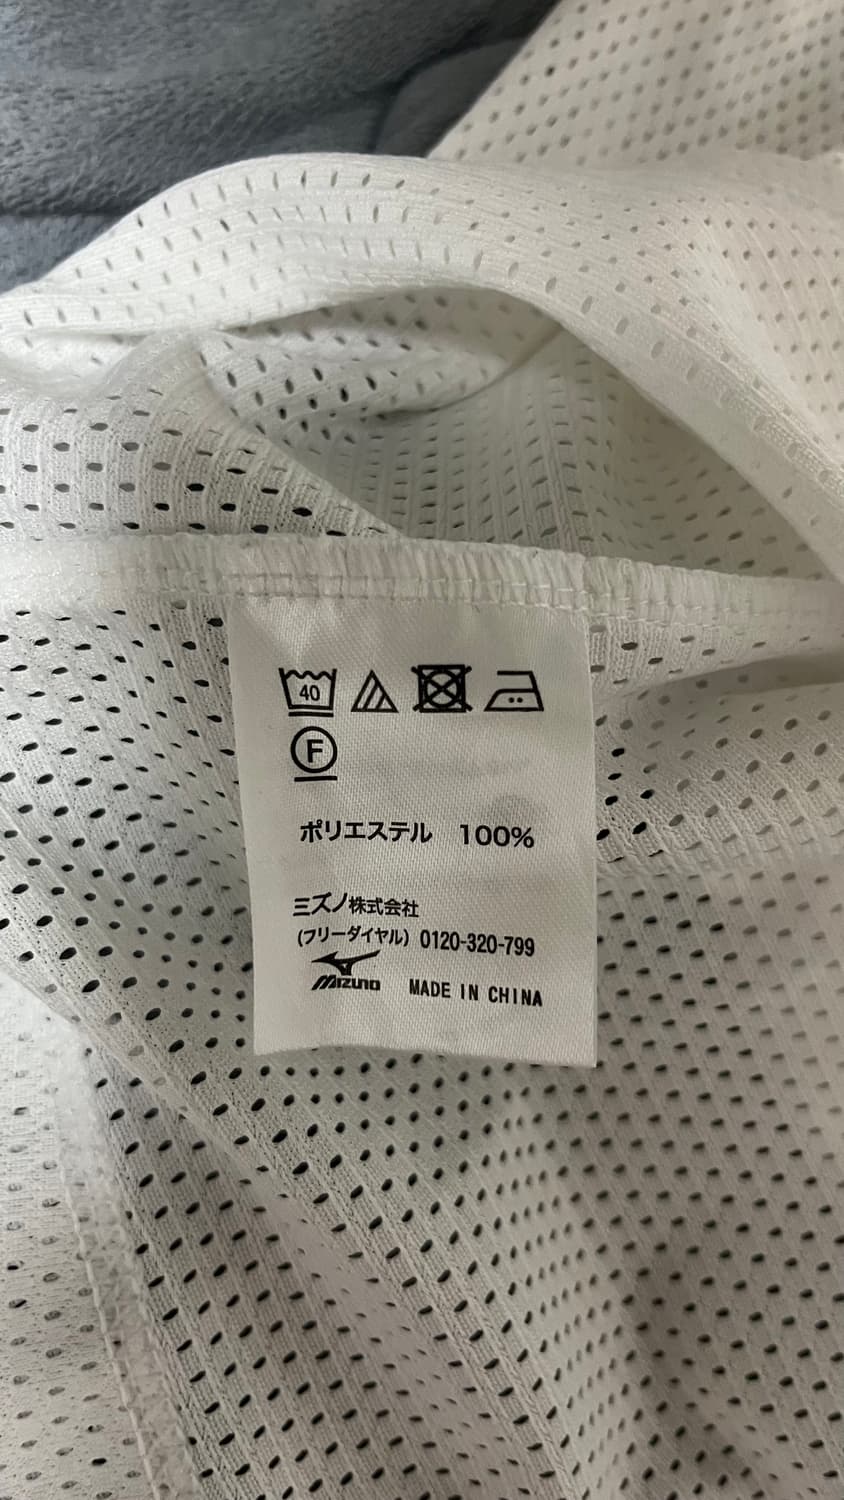 40
F
ポリエステル 100%
ミズノ株式会社
(フリーダイヤル) 0120-320-799
MIZUNO MADE IN CHINA